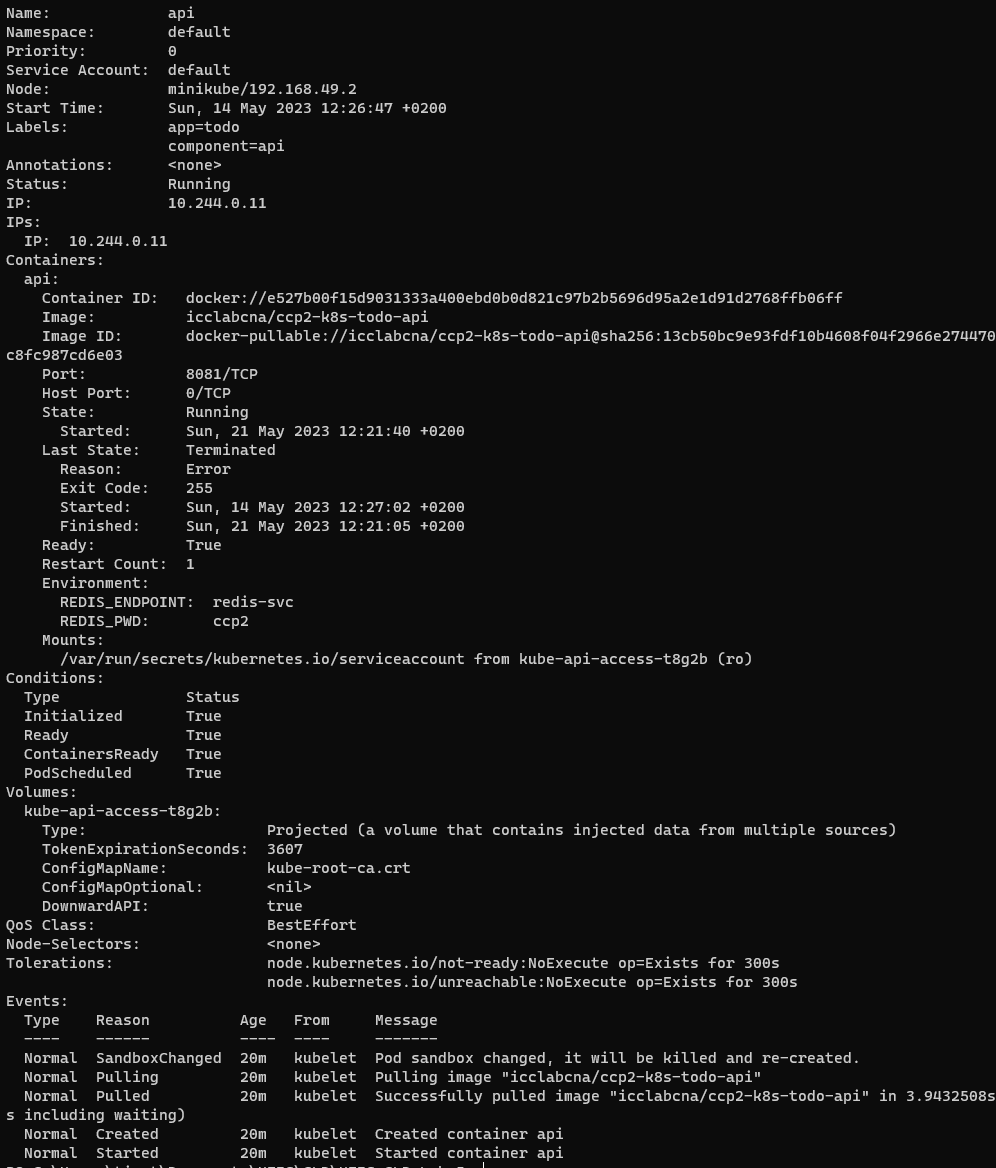 Name:             api
Namespace:        default
Priority:         0
Service Account:  default
Node:             minikube/192.168.49.2
Start Time:       Sun, 14 May 2023 12:26:47 +0200
Labels:           app=todo
                  component=api
Annotations:      <none>
Status:           Running
IP:               10.244.0.11
IPs:
  IP:  10.244.0.11
Containers:
  api:
    Container ID:   docker://e527b00f15d9031333a400ebd0b0d821c97b2b5696d95a2e1d91d2768ffb06ff
    Image:          icclabcna/ccp2-k8s-todo-api
    Image ID:       docker-pullable://icclabcna/ccp2-k8s-todo-api@sha256:13cb50bc9e93fdf10b4608f04f2966e274470
c8fc987cd6e03
    Port:           8081/TCP
    Host Port:      0/TCP
    State:          Running
      Started:      Sun, 21 May 2023 12:21:40 +0200
    Last State:     Terminated
      Reason:       Error
      Exit Code:    255
      Started:      Sun, 14 May 2023 12:27:02 +0200
      Finished:     Sun, 21 May 2023 12:21:05 +0200
    Ready:          True
    Restart Count:  1
    Environment:
      REDIS_ENDPOINT:  redis-svc
      REDIS_PWD:       ccp2
    Mounts:
      /var/run/secrets/kubernetes.io/serviceaccount from kube-api-access-t8g2b (ro)
Conditions:
  Type              Status
  Initialized       True
  Ready             True
  ContainersReady   True
  PodScheduled      True
Volumes:
  kube-api-access-t8g2b:
    Type:                    Projected (a volume that contains injected data from multiple sources)
    TokenExpirationSeconds:  3607
    ConfigMapName:           kube-root-ca.crt
    ConfigMapOptional:       <nil>
    DownwardAPI:             true
QoS Class:                   BestEffort
Node-Selectors:              <none>
Tolerations:                 node.kubernetes.io/not-ready:NoExecute op=Exists for 300s
                             node.kubernetes.io/unreachable:NoExecute op=Exists for 300s
Events:
  Type    Reason          Age   From     Message
  ----    ------          ----  ----     -------
  Normal  SandboxChanged  20m   kubelet  Pod sandbox changed, it will be killed and re-created.
  Normal  Pulling         20m   kubelet  Pulling image "icclabcna/ccp2-k8s-todo-api"
  Normal  Pulled          20m   kubelet  Successfully pulled image "icclabcna/ccp2-k8s-todo-api" in 3.9432508s
s including waiting)
  Normal  Created         20m   kubelet  Created container api
  Normal  Started         20m   kubelet  Started container api